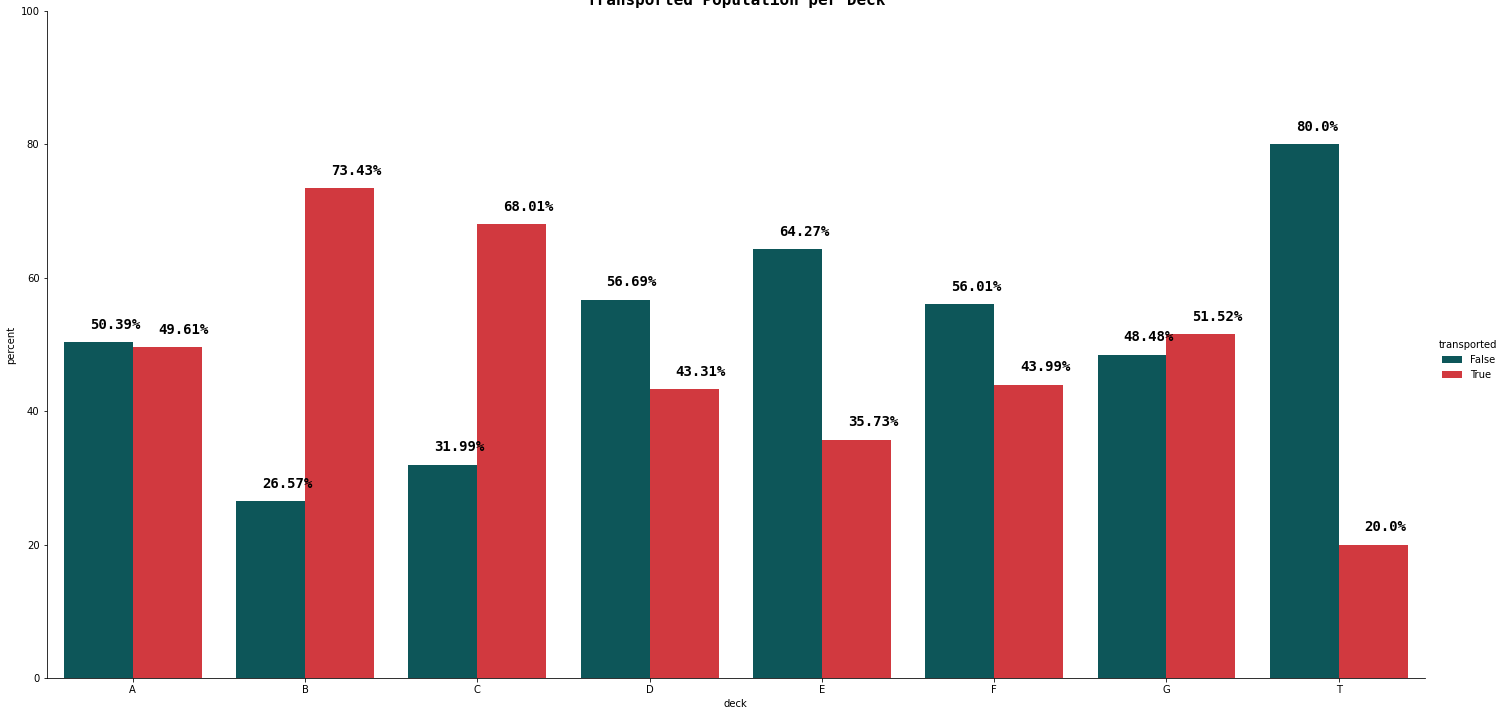 Transported Population per Deck
100
80
60
40
20
0
percent
50.39%
49.61%
26.57%
73.43%
31.99%
68.01%
56.69%
43.31%
64.27%
35.73%
56.01%
43.99%
48.48%
51.52%
80.0%
20.0%
A
B
C
D
E
F
G
T
deck
transported
False
True